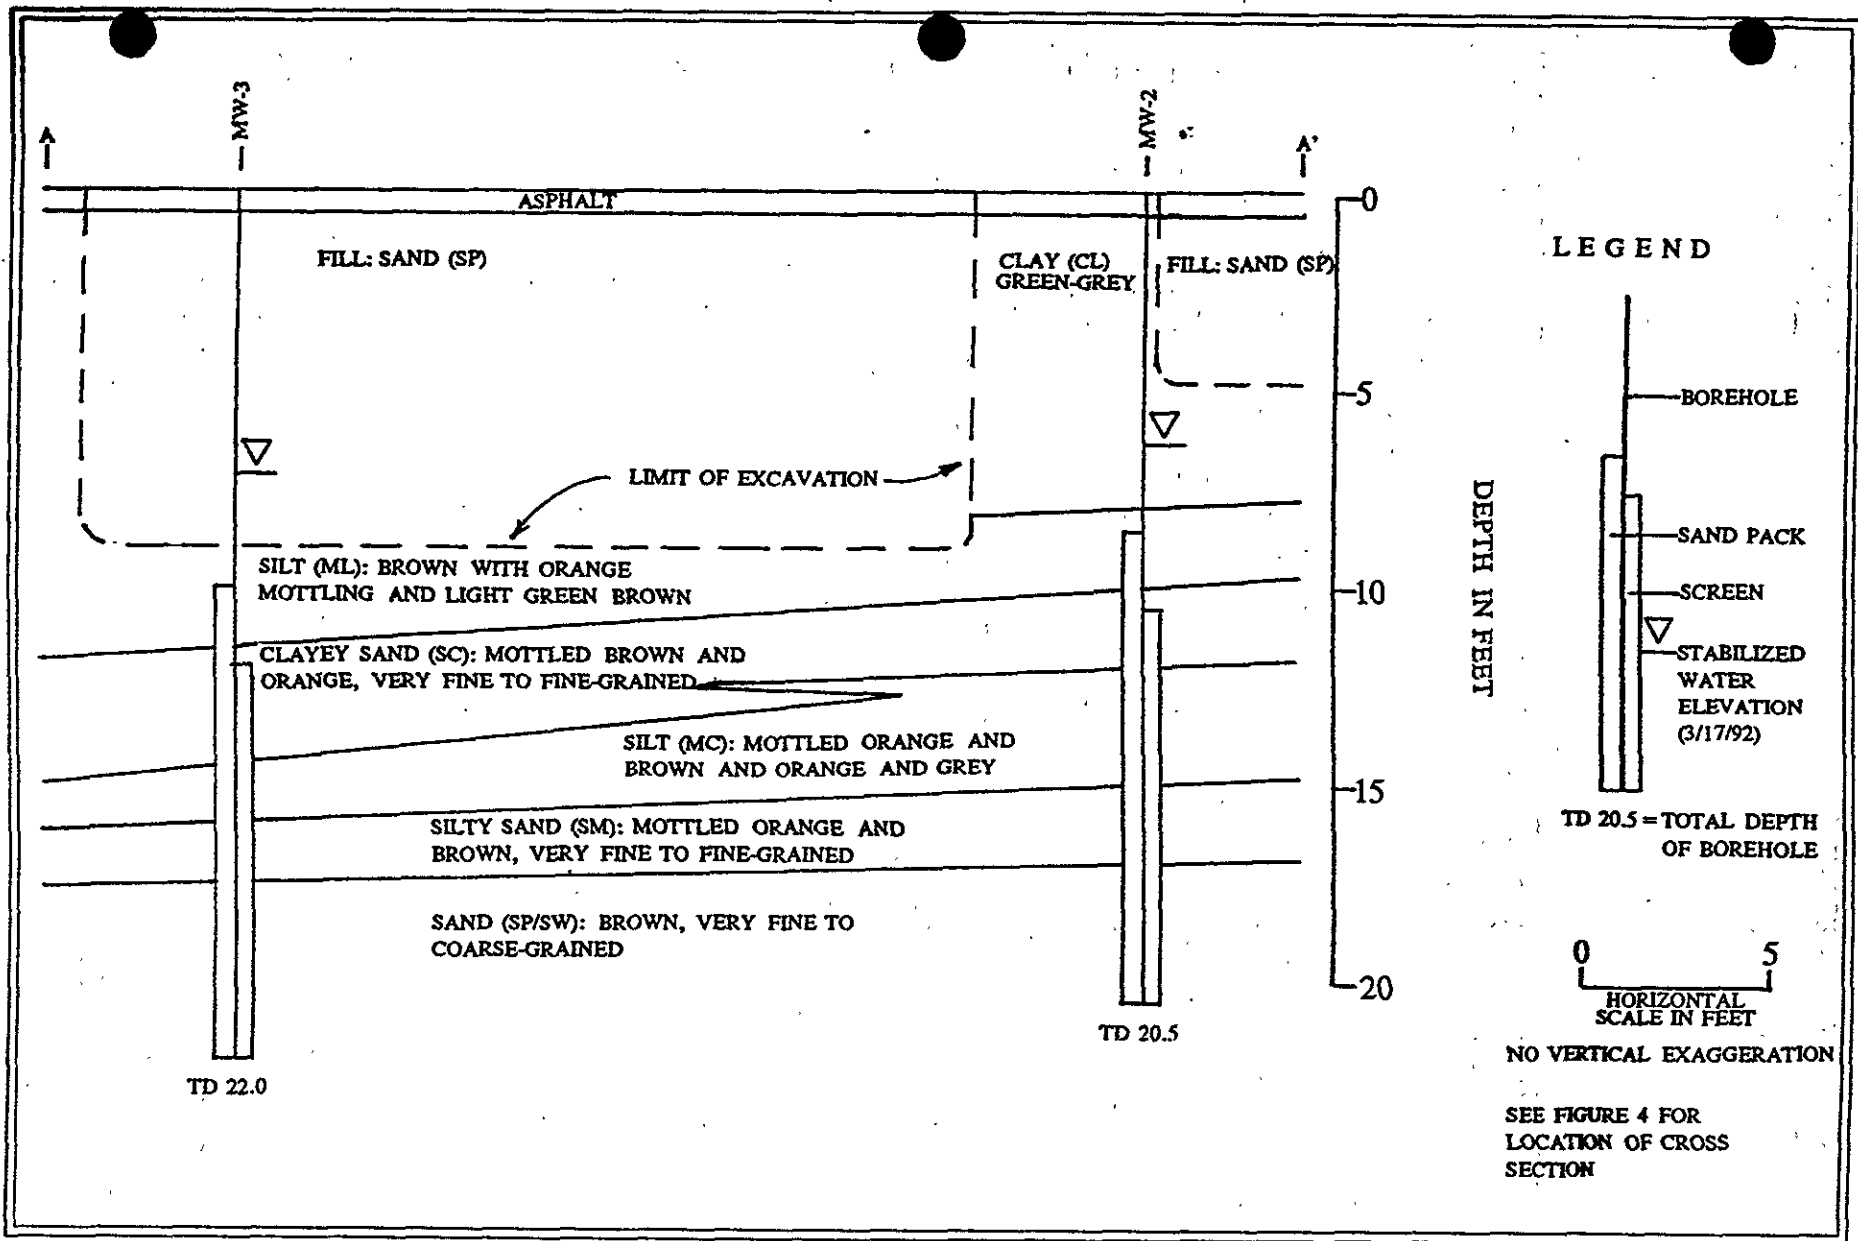 A
MW-3
MW-2
A'
ASPHALT
0
FILL: SAND (SP)
CLAY (CL)
GREEN-GREY
FILL: SAND (SP)
5
LIMIT OF EXCAVATION
SILT (ML): BROWN WITH ORANGE
MOTTLING AND LIGHT GREEN BROWN
10
CLAYEY SAND (SC): MOTTLED BROWN AND
ORANGE, VERY FINE TO FINE-GRAINED
SILT (MC): MOTTLED ORANGE AND
BROWN AND ORANGE AND GREY
15
SILTY SAND (SM): MOTTLED ORANGE AND
BROWN, VERY FINE TO FINE-GRAINED
SAND (SP/SW): BROWN, VERY FINE TO
COARSE-GRAINED
20
TD 20.5
TD 22.0
DEPTH IN FEET
LEGEND
BOREHOLE
SAND PACK
SCREEN
STABILIZED
WATER
ELEVATION
(3/17/92)
TD 20.5 = TOTAL DEPTH
OF BOREHOLE
0 5
HORIZONTAL
SCALE IN FEET
NO VERTICAL EXAGGERATION
SEE FIGURE 4 FOR
LOCATION OF CROSS
SECTION